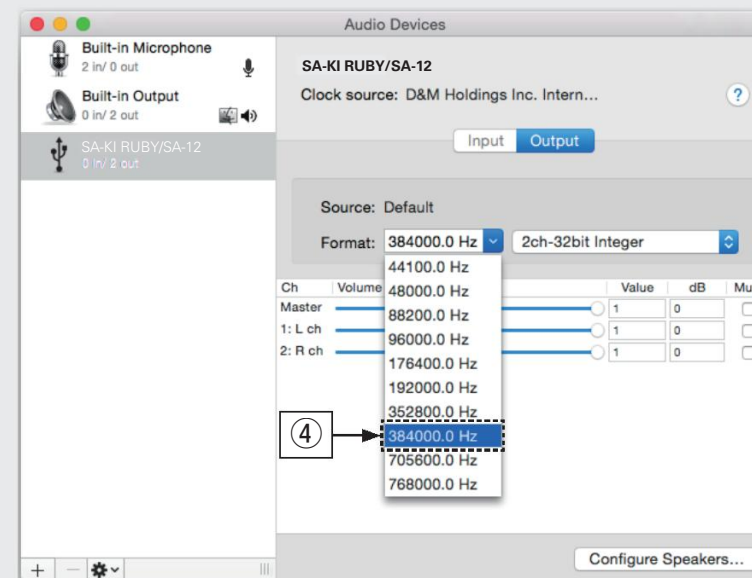 Audio Devices
Built-in Microphone
2 in/ 0 out
Built-in Output
0 in/ 2 out
SA-KI RUBY/SA-12
0 in/ 2 out
SA-KI RUBY/SA-12
Clock source: D&M Holdings Inc. Intern...
?
Input Output
Source: Default
Format: 384000.0 Hz 2ch-32bit Integer
44100.0 Hz
48000.0 Hz
88200.0 Hz
96000.0 Hz
176400.0 Hz
192000.0 Hz
352800.0 Hz
384000.0 Hz
705600.0 Hz
768000.0 Hz
Ch Volume Value dB Mu
Master 1 0
1: L ch 1 0
2: R ch 1 0
④
+ −
Configure Speakers...